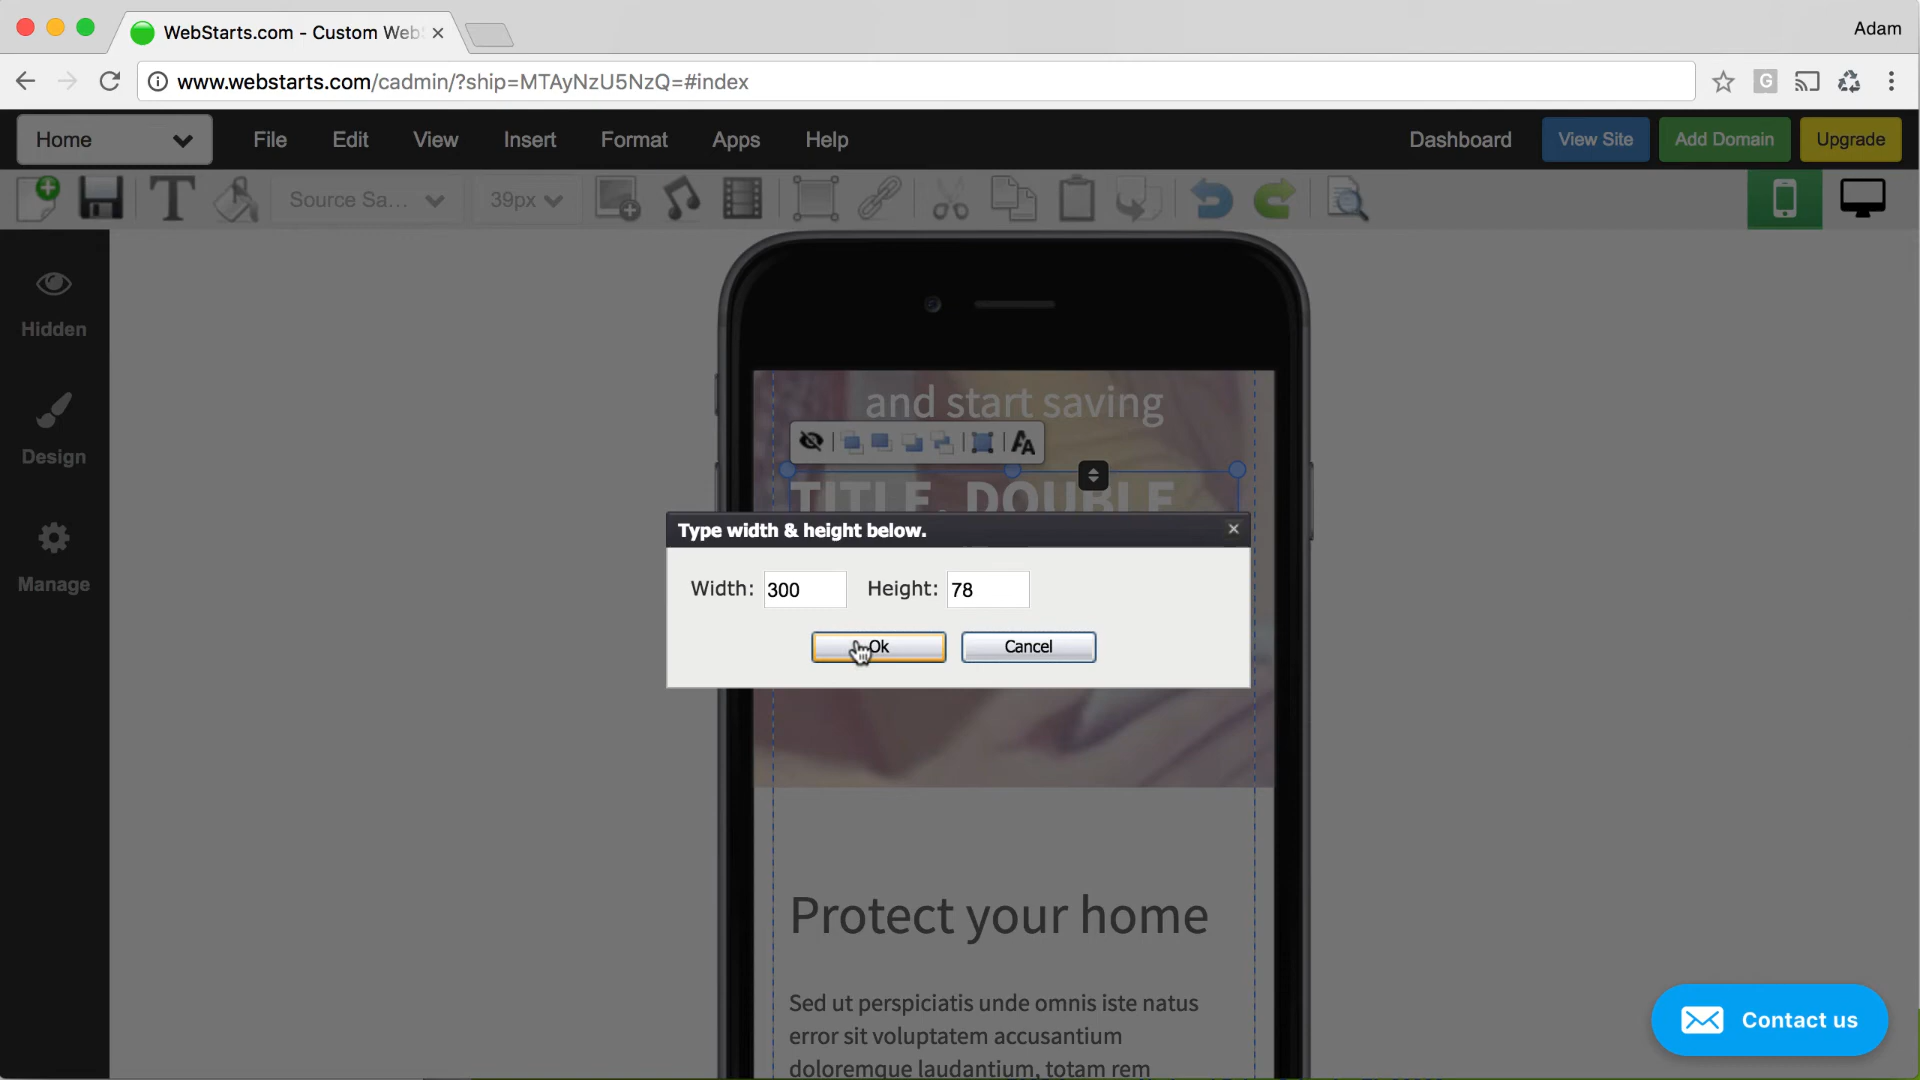 WebStarts.com - Custom Web
Adam
www.webstarts.com/cadmin/?ship=MTAyNzU5NzQ=#index
G
Home
File
Edit
View
Insert
Format
Apps
Help
Dashboard
View Site
Add Domain
Upgrade
T
Source Sa...
39px
Hidden
Design
Manage
and start saving
AA
TITLE. DOUBLE
Type width & height below.
Width: 300 Height: 78
Ok
Cancel
Protect your home
Sed ut perspiciatis unde omnis iste natus
error sit voluptatem accusantium
doloremque laudantium, totam rem
Contact us